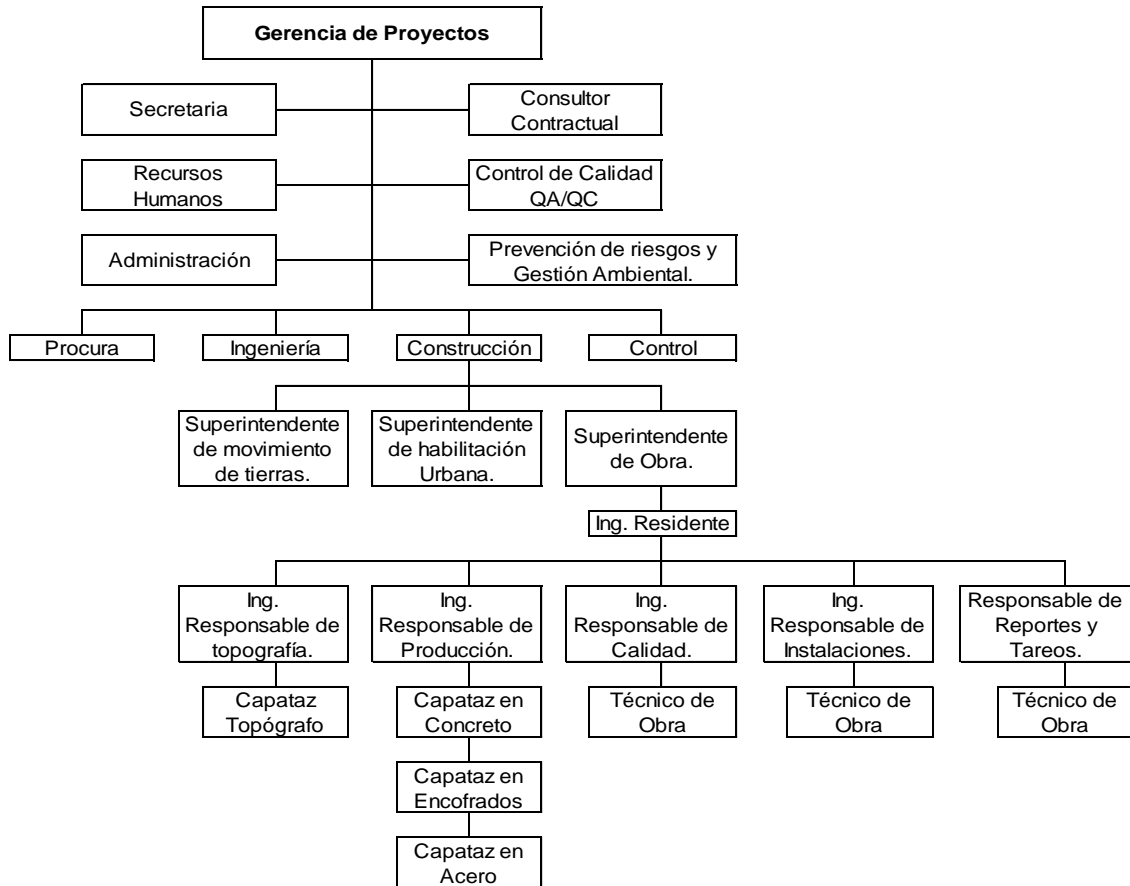 Gerencia de Proyectos
Secretaria
Consultor
Contractual
Recursos
Humanos
Control de Calidad
QA/QC
Administración
Prevención de riesgos y
Gestión Ambiental.
Procura
Ingeniería
Construcción
Control
Superintendente
de movimiento
de tierras.
Superintendente
de habilitación
Urbana.
Superintendente
de Obra.
Ing. Residente
Ing.
Responsable de
topografía.
Ing.
Responsable de
Producción.
Ing.
Responsable de
Calidad.
Ing.
Responsable de
Instalaciones.
Responsable de
Reportes y
Tareos.
Capataz
Topógrafo
Capataz en
Concreto
Técnico de
Obra
Técnico de
Obra
Técnico de
Obra
Capataz en
Encofrados
Capataz en
Acero